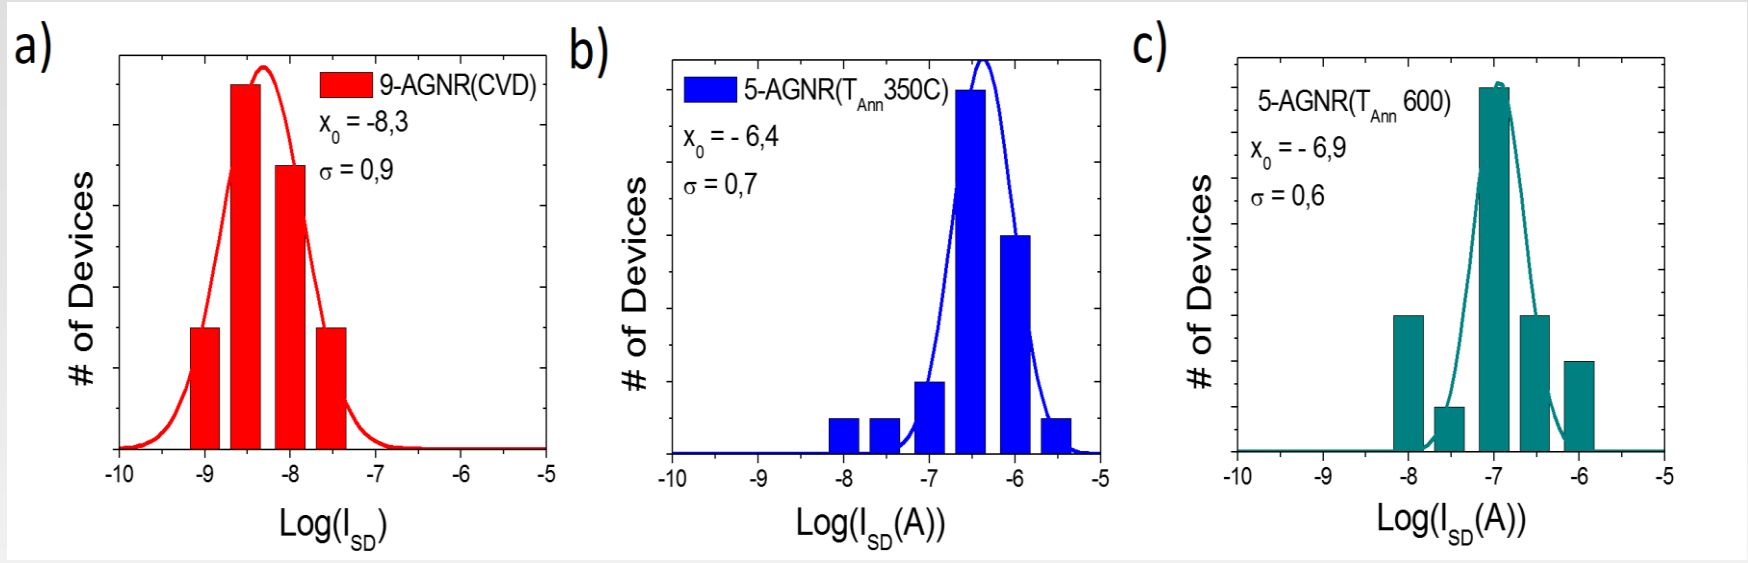 a)
9-AGNR(CVD)
x0 = -8,3
σ = 0,9
# of Devices
-10 -9 -8 -7 -6 -5
Log(ISD)
b)
5-AGNR(TAnn350C)
x0 = - 6,4
σ = 0,7
# of Devices
-10 -9 -8 -7 -6 -5
Log(ISD(A))
c)
5-AGNR(TAnn 600)
x0 = - 6,9
σ = 0,6
# of Devices
-10 -9 -8 -7 -6 -5
Log(ISD(A))